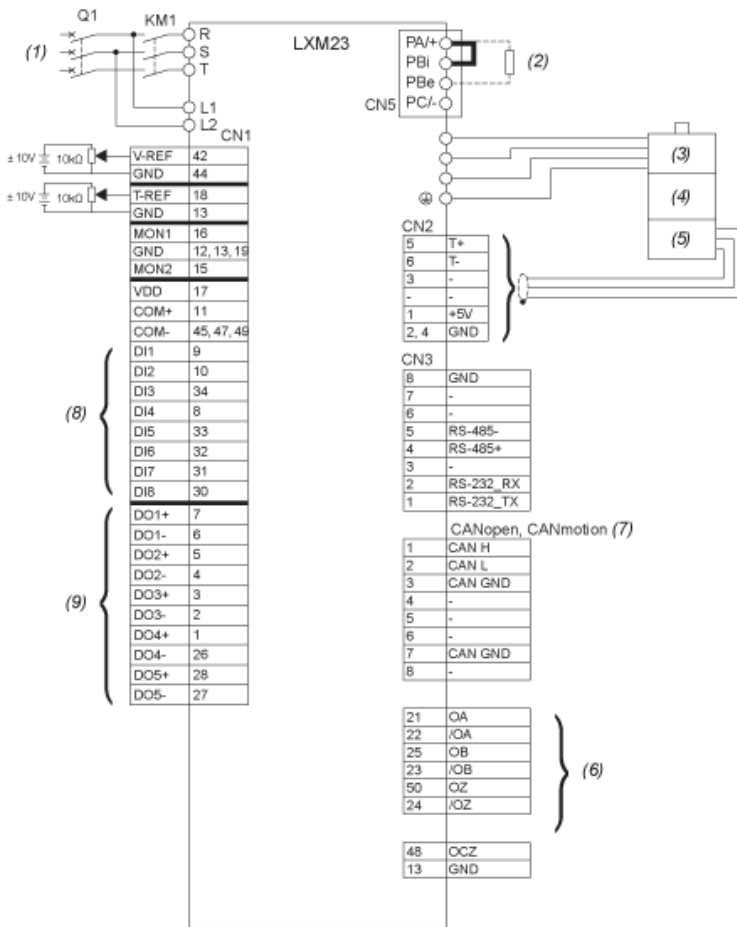 Q1
KM1
R
S
T
(1)
LXM23
PA/+
PBi
PBe
CN5 PC/-
(2)
L1
L2
CN1
± 10V 10kΩ V-REF 42
GND 44
± 10V 10kΩ T-REF 18
GND 13
MON1 16
GND 12, 13, 19
MON2 15
VDD 17
COM+ 11
COM- 45, 47, 49
DI1 9
DI2 10
DI3 34
(8) DI4 8
DI5 33
DI6 32
DI7 31
DI8 30
DO1+ 7
DO1- 6
DO2+ 5
DO2- 4
(9) DO3+ 3
DO3- 2
DO4+ 1
DO4- 26
DO5+ 28
DO5- 27
(3)
(4)
(5)
CN2
5 T+
6 T-
3 -
- -
1 +5V
2, 4 GND
CN3
8 GND
7 -
6 -
5 RS-485-
4 RS-485+
3 -
2 RS-232_RX
1 RS-232_TX
CANopen, CANmotion (7)
1 CAN H
2 CAN L
3 CAN GND
4 -
5 -
6 -
7 CAN GND
8 -
21 OA
22 /OA
25 OB
23 /OB
50 OZ
24 /OZ
(6)
48 OCZ
13 GND